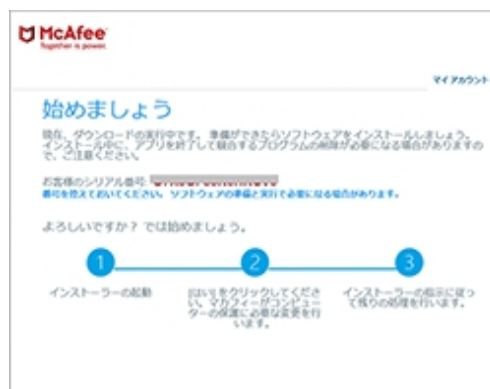 McAfee
Together is power.
マイ アカウント
始めましょう
現在、ダウンロードの実行中です。準備ができたらソフトウェアをインストールしましょう。
インストール中に、アプリを終了して競合するプログラムの削除が必要になる場合がありますの
で、ご注意ください。
お客様のシリアル番号:
番号を控えておいてください。ソフトウェアの準備と実行で必要になる場合があります。
よろしいですか? では始めましょう。
1
2
3
インストーラーの起動
[はい] をクリックしてくださ
い。マカフィーがコンピュー
ターの保護に必要な変更を行
います。
インストーラーの指示に従っ
て残りの処理を行います。